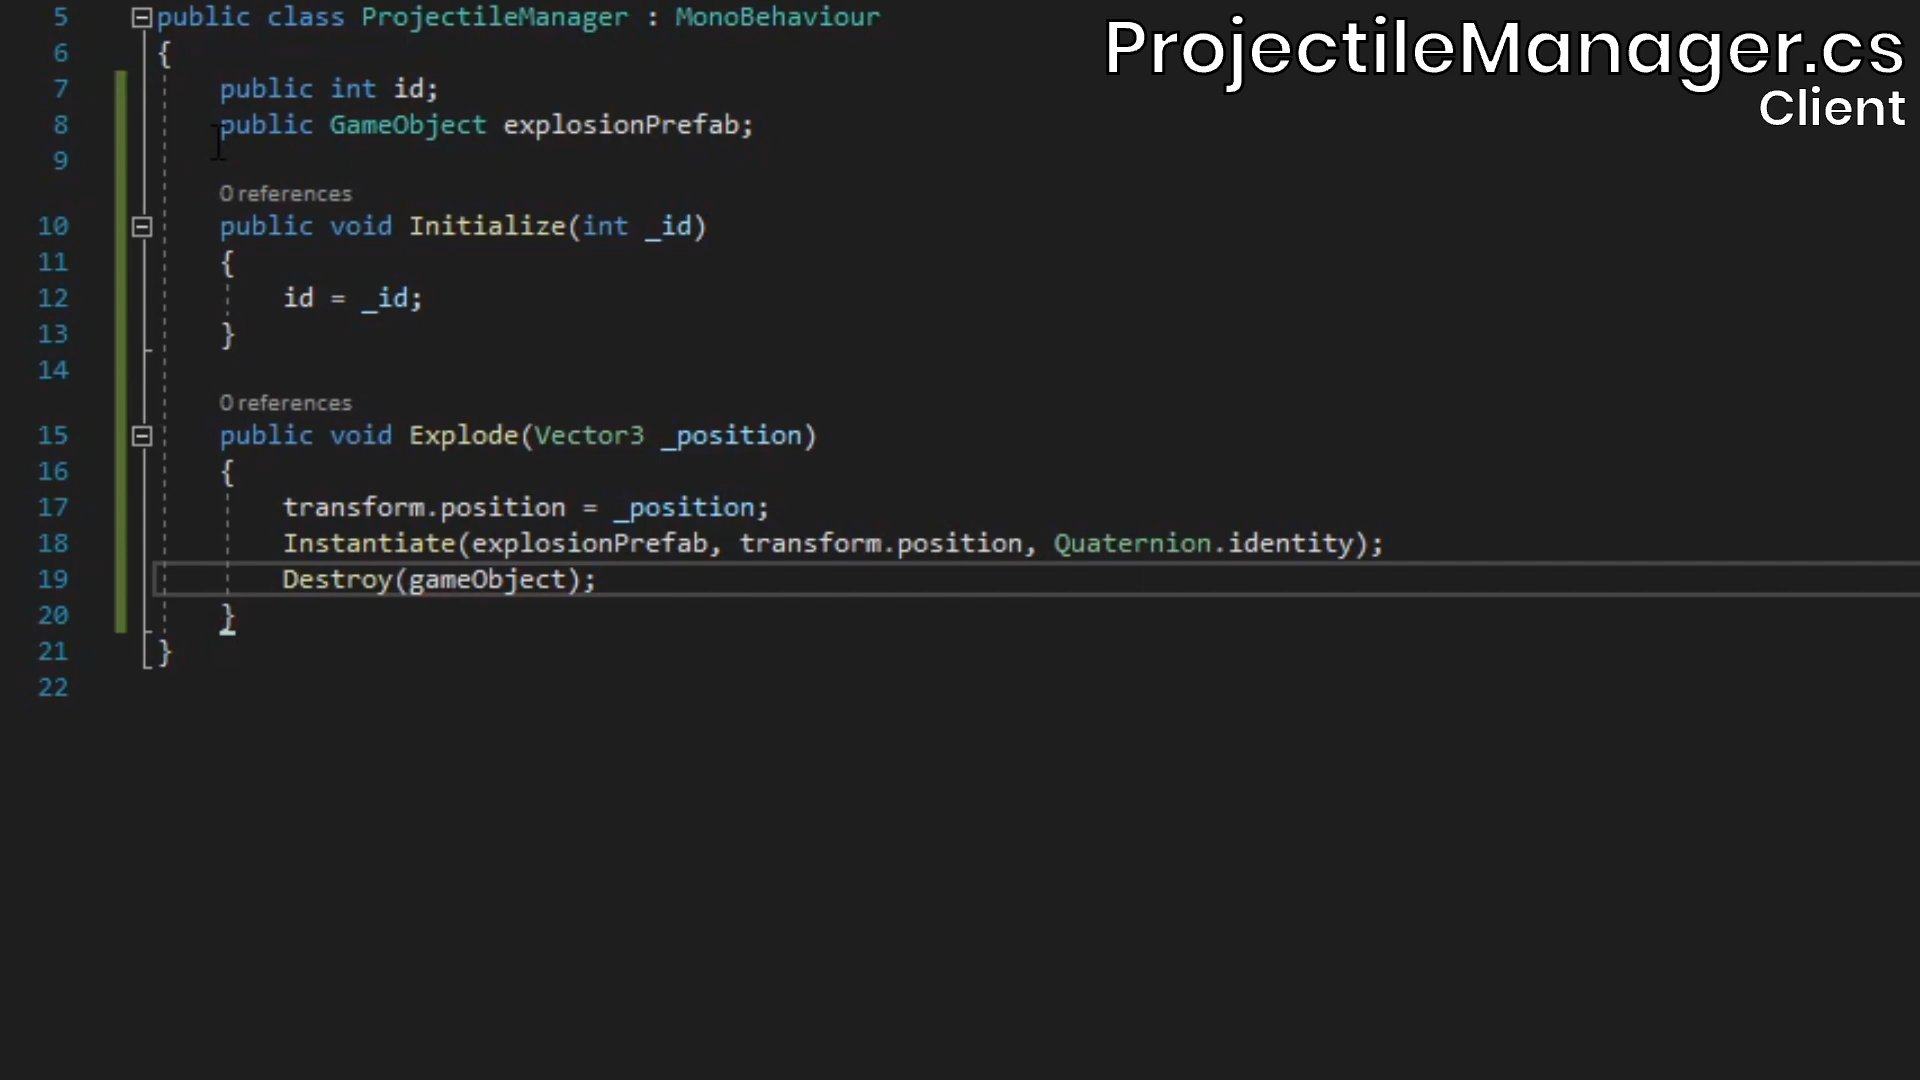 ProjectileManager.cs
Client
5 public class ProjectileManager : MonoBehaviour
6 {
7 public int id;
8 public GameObject explosionPrefab;
9
0 references
10 public void Initialize(int _id)
11 {
12 id = _id;
13 }
14
0 references
15 public void Explode(Vector3 _position)
16 {
17 transform.position = _position;
18 Instantiate(explosionPrefab, transform.position, Quaternion.identity);
19 Destroy(gameObject);
20 }
21 }
22